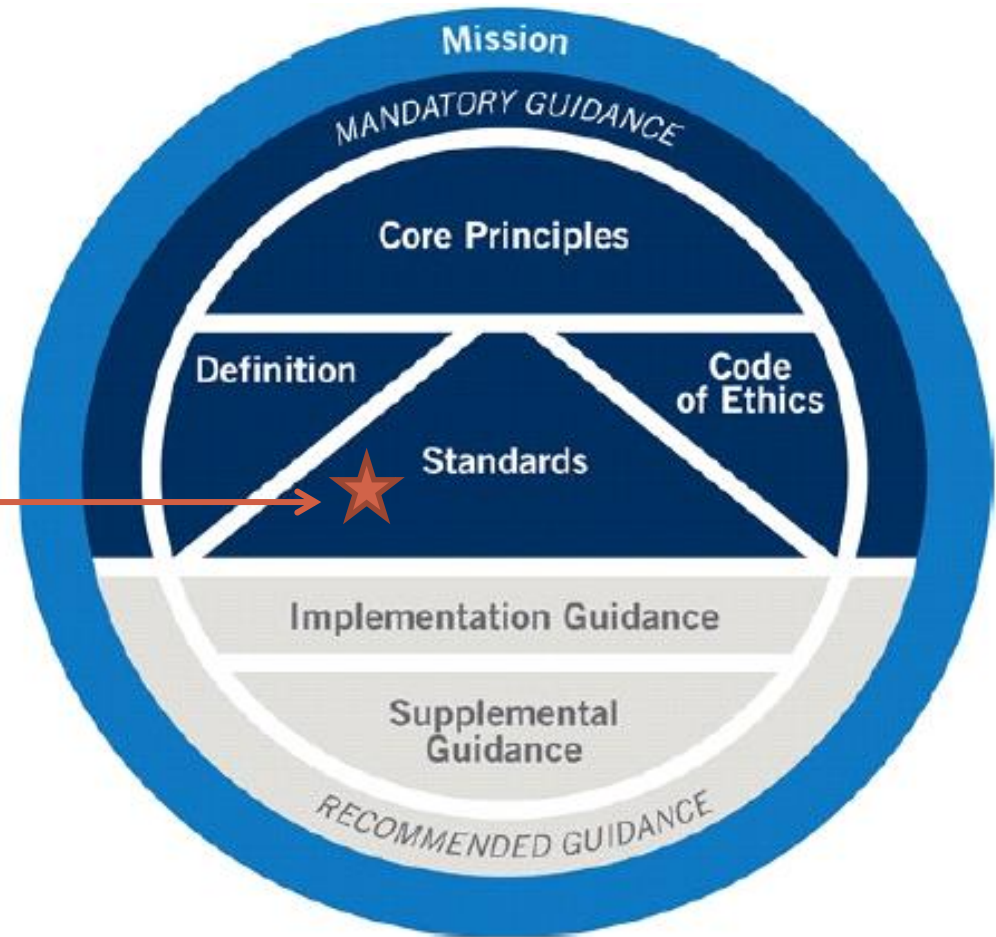 Mission
MANDATORY GUIDANCE
Core Principles
Definition
Code
of Ethics
Standards
Implementation Guidance
Supplemental
Guidance
RECOMMENDED GUIDANCE